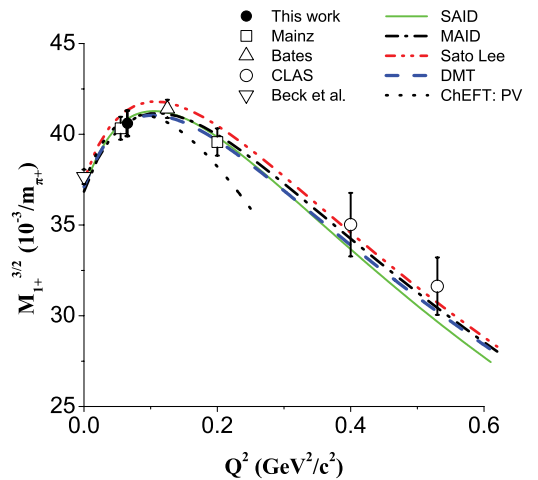 This work
Mainz
Bates
CLAS
Beck et al.
SAID
MAID
Sato Lee
DMT
ChEFT: PV
M₁₊^3/2 (10⁻³/m_π+)
45
40
35
30
25
0.0 0.2 0.4 0.6
Q² (GeV²/c²)